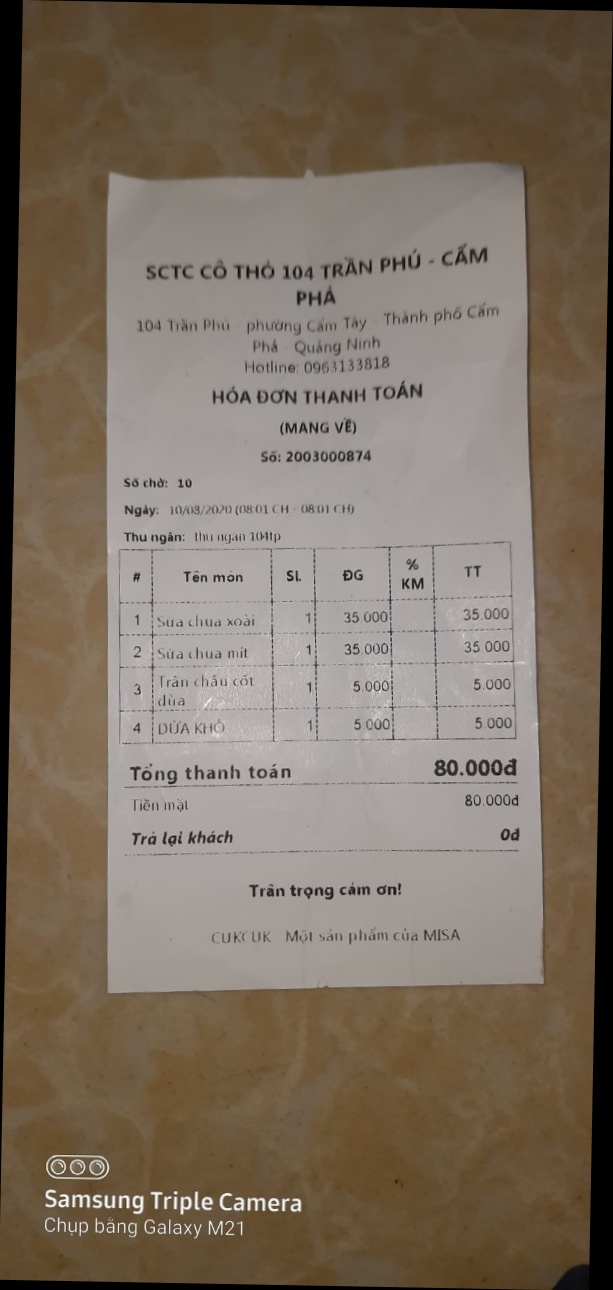 SCTC CÔ THỎ 104 TRẦN PHÚ - CẨM
PHẢ
104 Trần Phú - phường Cẩm Tây - Thành phố Cẩm
Phả - Quảng Ninh
Hotline: 0963133818
HÓA ĐƠN THANH TOÁN
(MANG VỀ)
Số: 2003000874
Số chờ: 10
Ngày: 10/08/2020 (08:01 CH - 08:01 CH)
Thu ngân: thu ngan 104tp
# Tên món SL ĐG % KM TT
1 Sữa chua xoài 1 35.000 35.000
2 Sữa chua mít 1 35.000 35.000
3 Trân châu cốt dừa 1 5.000 5.000
4 DỪA KHÔ 1 5.000 5.000
Tổng thanh toán 80.000đ
Tiền mặt 80.000đ
Trả lại khách 0đ
Trân trọng cảm ơn!
CUKCUK - Một sản phẩm của MISA
Samsung Triple Camera
Chụp bằng Galaxy M21